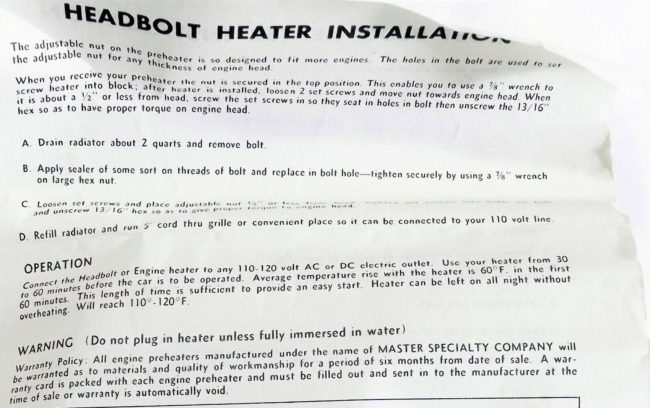 HEADBOLT HEATER INSTALLATION
The adjustable nut on the preheater is so designed to fit more engines. The holes in the bolt are used to set
the adjustable nut for any thickness of engine head.
When you receive your preheater the nut is secured in the top position. This enables you to use a ⅞" wrench to
screw heater into block; after heater is installed, loosen 2 set screws and move nut towards engine head. When
it is about a ½" or less from head, screw the set screws in so they seat in holes in bolt then unscrew the 13/16"
hex so as to have proper torque on engine head.
A. Drain radiator about 2 quarts and remove bolt.
B. Apply sealer of some sort on threads of bolt and replace in bolt hole—tighten securely by using a ⅞" wrench
on large hex nut.
C. Loosen set screws and place adjustable nut ½" or less from
and unscrew 13/16" hex so as to give proper torque to engine head.
D. Refill radiator and run 5' cord thru grille or convenient place so it can be connected to your 110 volt line.
OPERATION
Connect the Headbolt or Engine heater to any 110-120 volt AC or DC electric outlet. Use your heater from 30
to 60 minutes before the car is to be operated. Average temperature rise with the heater is 60°F. in the first
60 minutes. This length of time is sufficient to provide an easy start. Heater can be left on all night without
overheating. Will reach 110°-120°F.
WARNING (Do not plug in heater unless fully immersed in water)
Warranty Policy: All engine preheaters manufactured under the name of MASTER SPECIALTY COMPANY will
be warranted as to materials and quality of workmanship for a period of six months from date of sale. A war-
ranty card is packed with each engine preheater and must be filled out and sent in to the manufacturer at the
time of sale or warranty is automatically void.